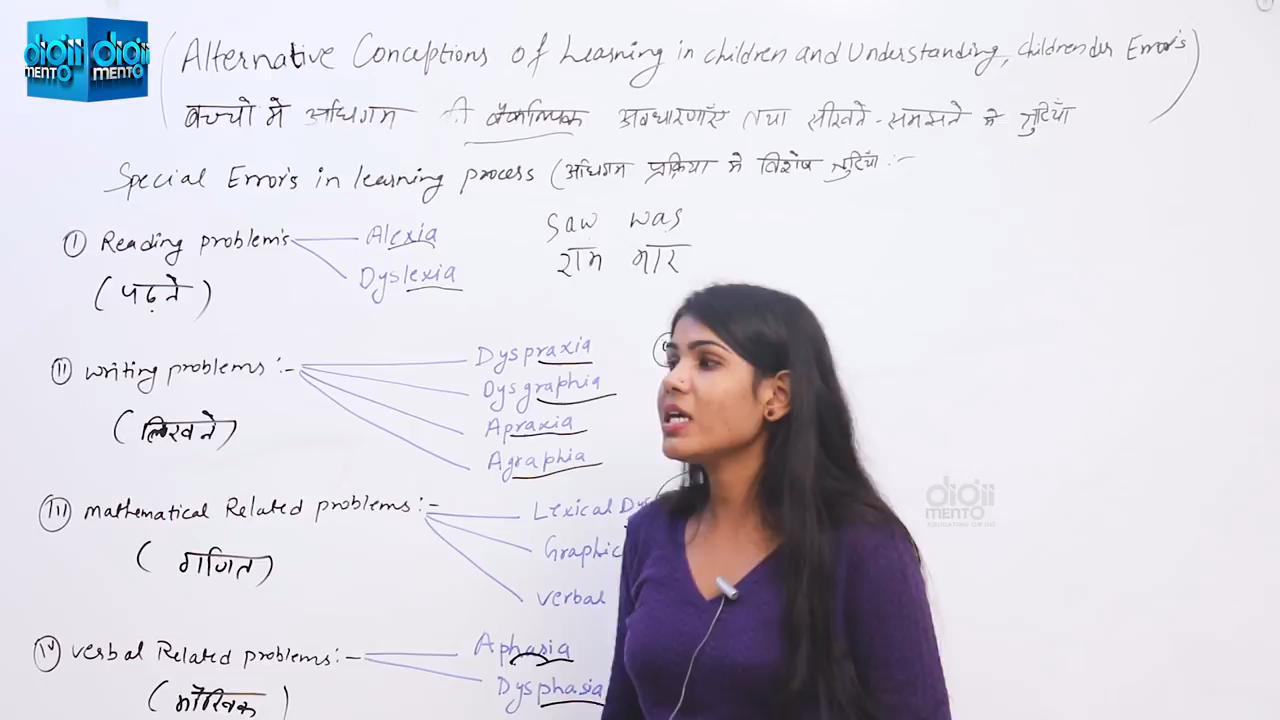 digii digii
MENTO MENTO
(Alternative Conceptions of Learning in children and Understanding, children
बच्चो मे अधिगम की वैकल्पिक अवधारणाएँ तथा सीखने-समझने मे त्रुटियाँ)
Special Errors in learning process (अधिगम प्रक्रिया मे विशेष त्रुटियाँ :-
(I) Reading problem's
(पढ़ने)
Alexia
Dyslexia
Saw was
राम मार
(II) writing problems :-
(लिखने)
Dyspraxia
Dysgraphia
Apraxia
Agraphia
(III) mathematical Related problems :-
(गणित)
Lexical
Graphic
verbal
(IV) verbal Related problems :-
(मौखिक)
Aphasia
Dysphasia
digii
MENTO